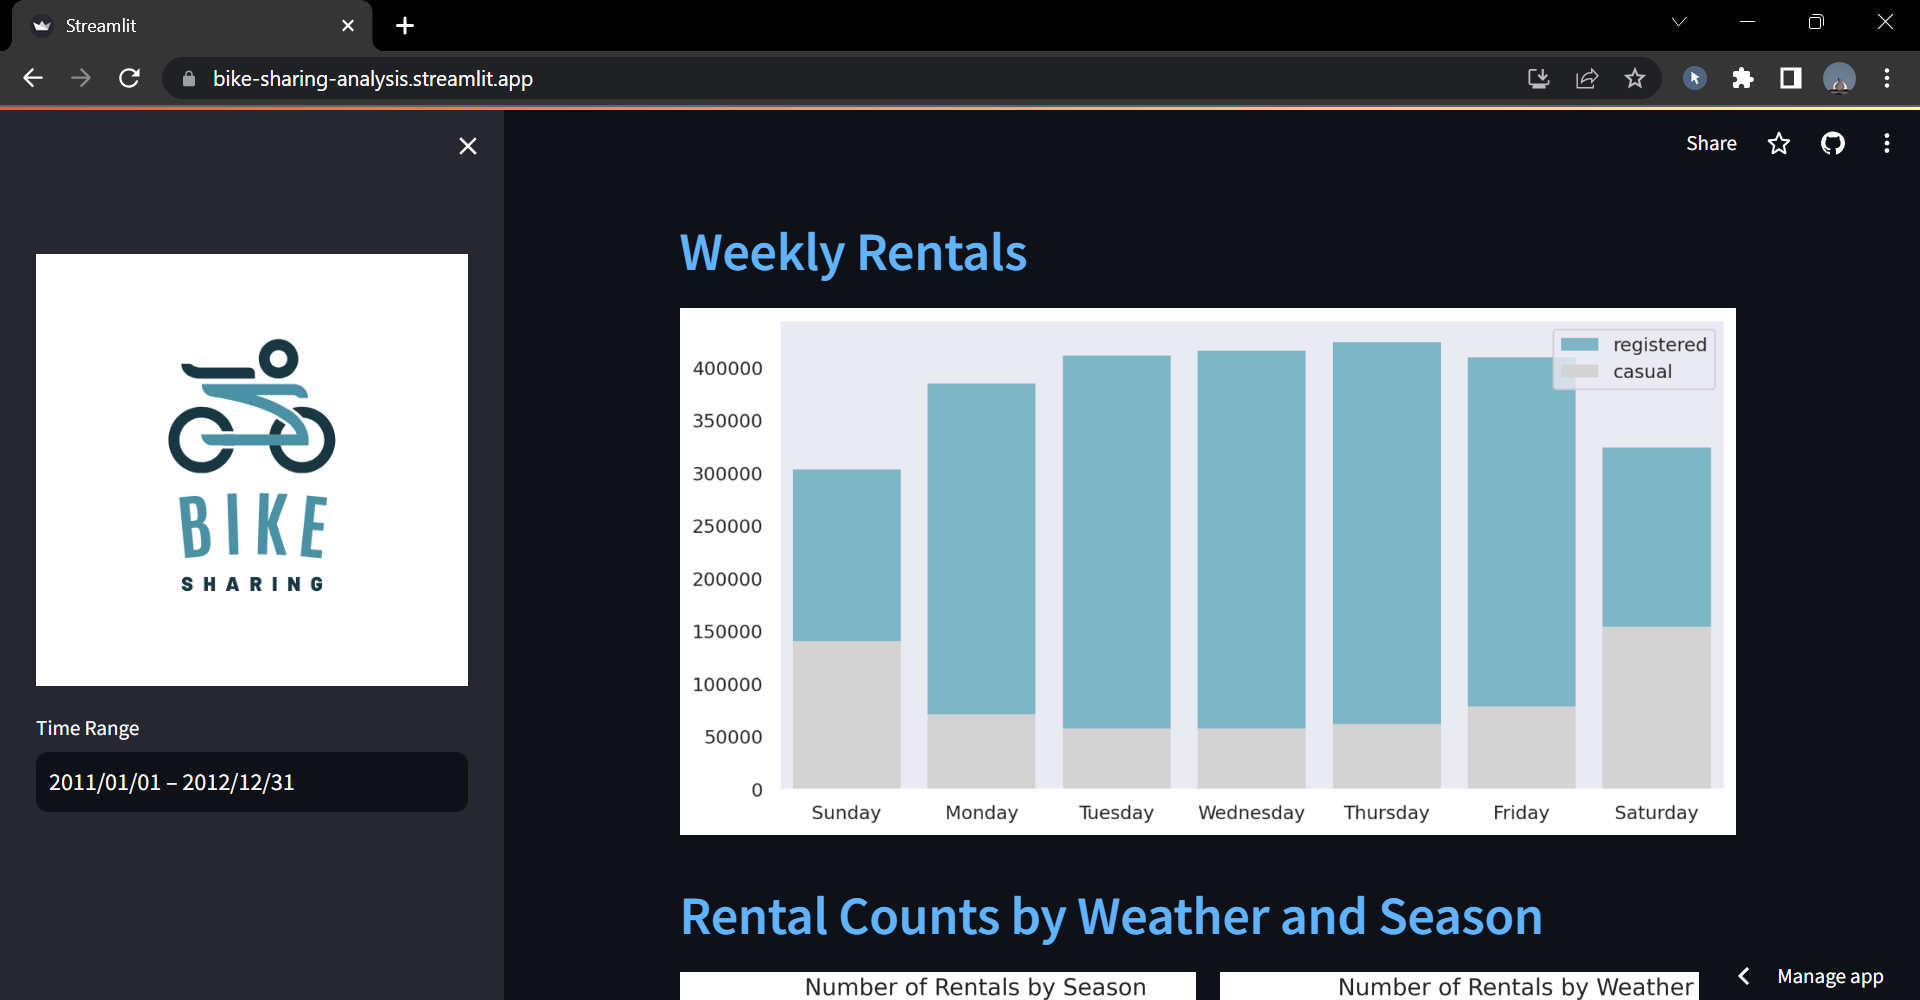 Streamlit
bike-sharing-analysis.streamlit.app
Share
BIKE
SHARING
Time Range
2011/01/01 – 2012/12/31
Weekly Rentals
registered
casual
400000
350000
300000
250000
200000
150000
100000
50000
0
Sunday Monday Tuesday Wednesday Thursday Friday Saturday
Rental Counts by Weather and Season
Number of Rentals by Season
Number of Rentals by Weather
Manage app